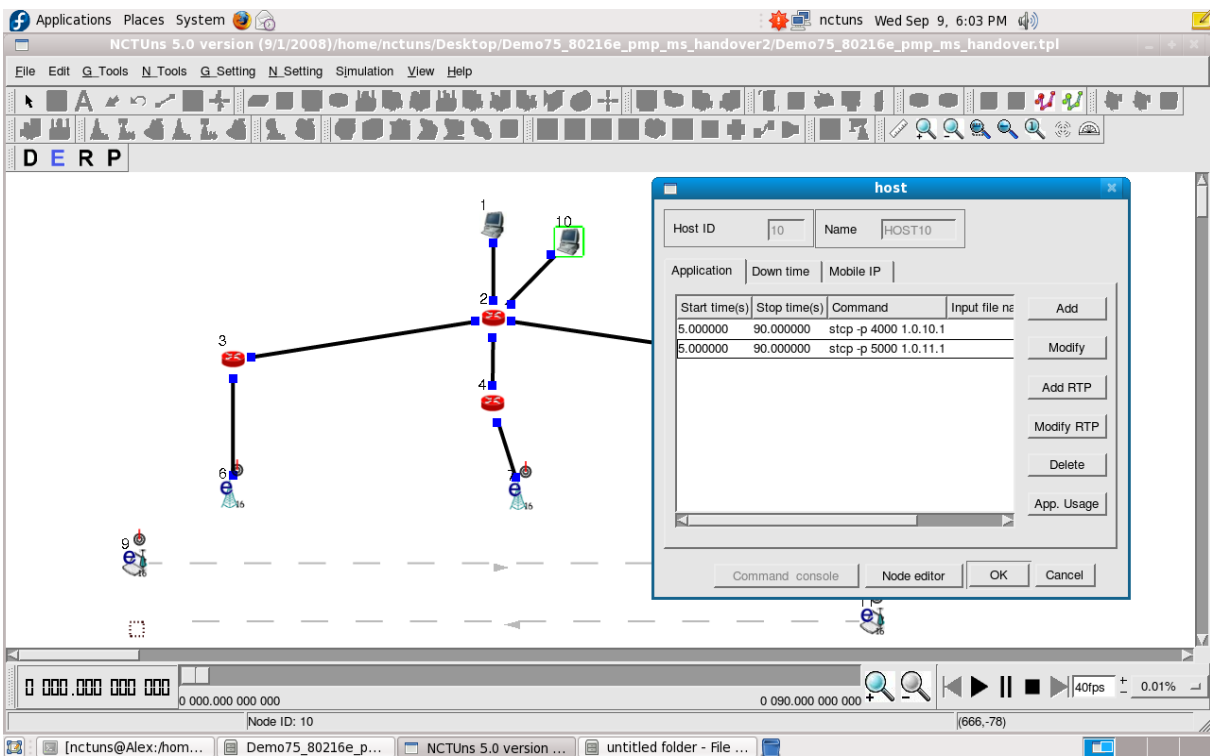 Applications Places System nctuns Wed Sep 9, 6:03 PM
NCTUns 5.0 version (9/1/2008)/home/nctuns/Desktop/Demo75_80216e_pmp_ms_handover2/Demo75_80216e_pmp_ms_handover.tpl
File Edit G_Tools N_Tools G_Setting N_Setting Simulation View Help
A
D E R P
host
Host ID 10 Name HOST10
Application Down time Mobile IP
Start time(s) Stop time(s) Command Input file na
5.000000 90.000000 stcp -p 4000 1.0.10.1
5.000000 90.000000 stcp -p 5000 1.0.11.1
Add
Modify
Add RTP
Modify RTP
Delete
App. Usage
Command console Node editor OK Cancel
1
10
2
3
4
6
e
16
7
e
16
9
e
16
e
16
0 000.000 000 000
0 000.000 000 000 0 090.000 000 000
40fps + - 0.01%
Node ID: 10 (666,-78)
[nctuns@Alex:/hom... Demo75_80216e_p... NCTUns 5.0 version ... untitled folder - File ...